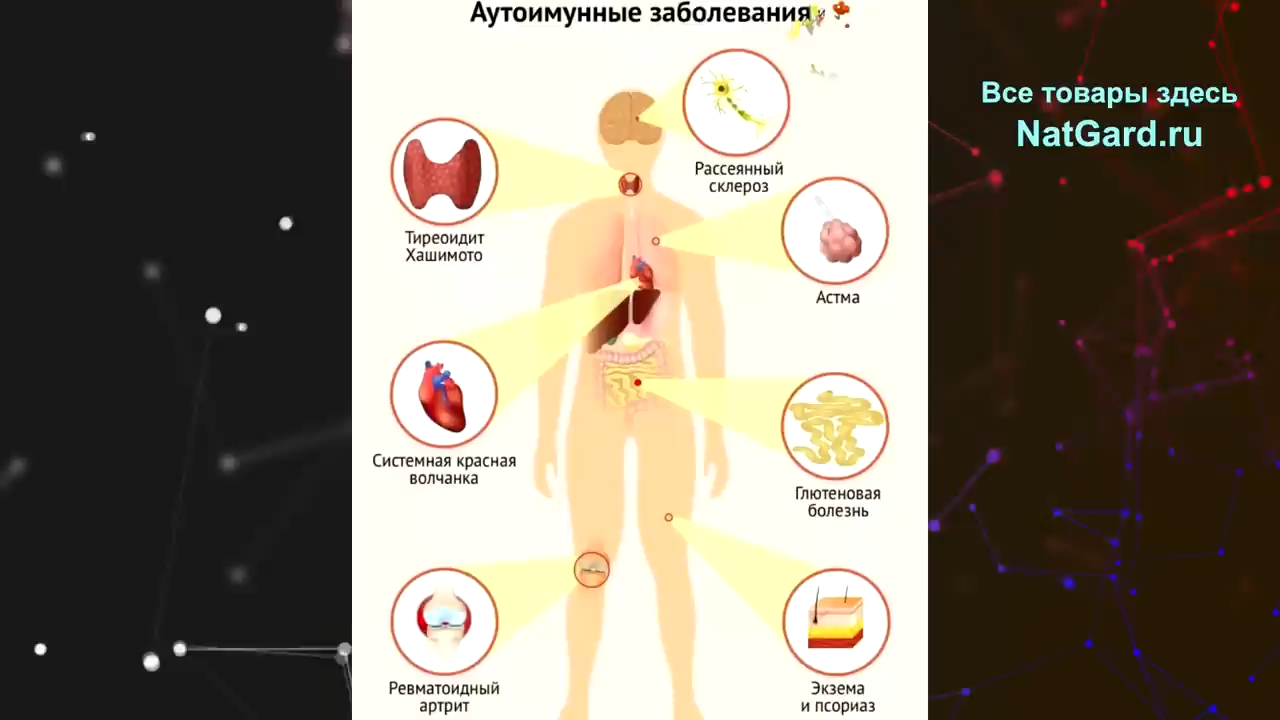 Аутоимунные заболевания
Рассеянный
склероз
Тиреоидит
Хашимото
Астма
Системная красная
волчанка
Глютеновая
болезнь
Ревматоидный
артрит
Экзема
и псориаз
Все товары здесь
NatGard.ru